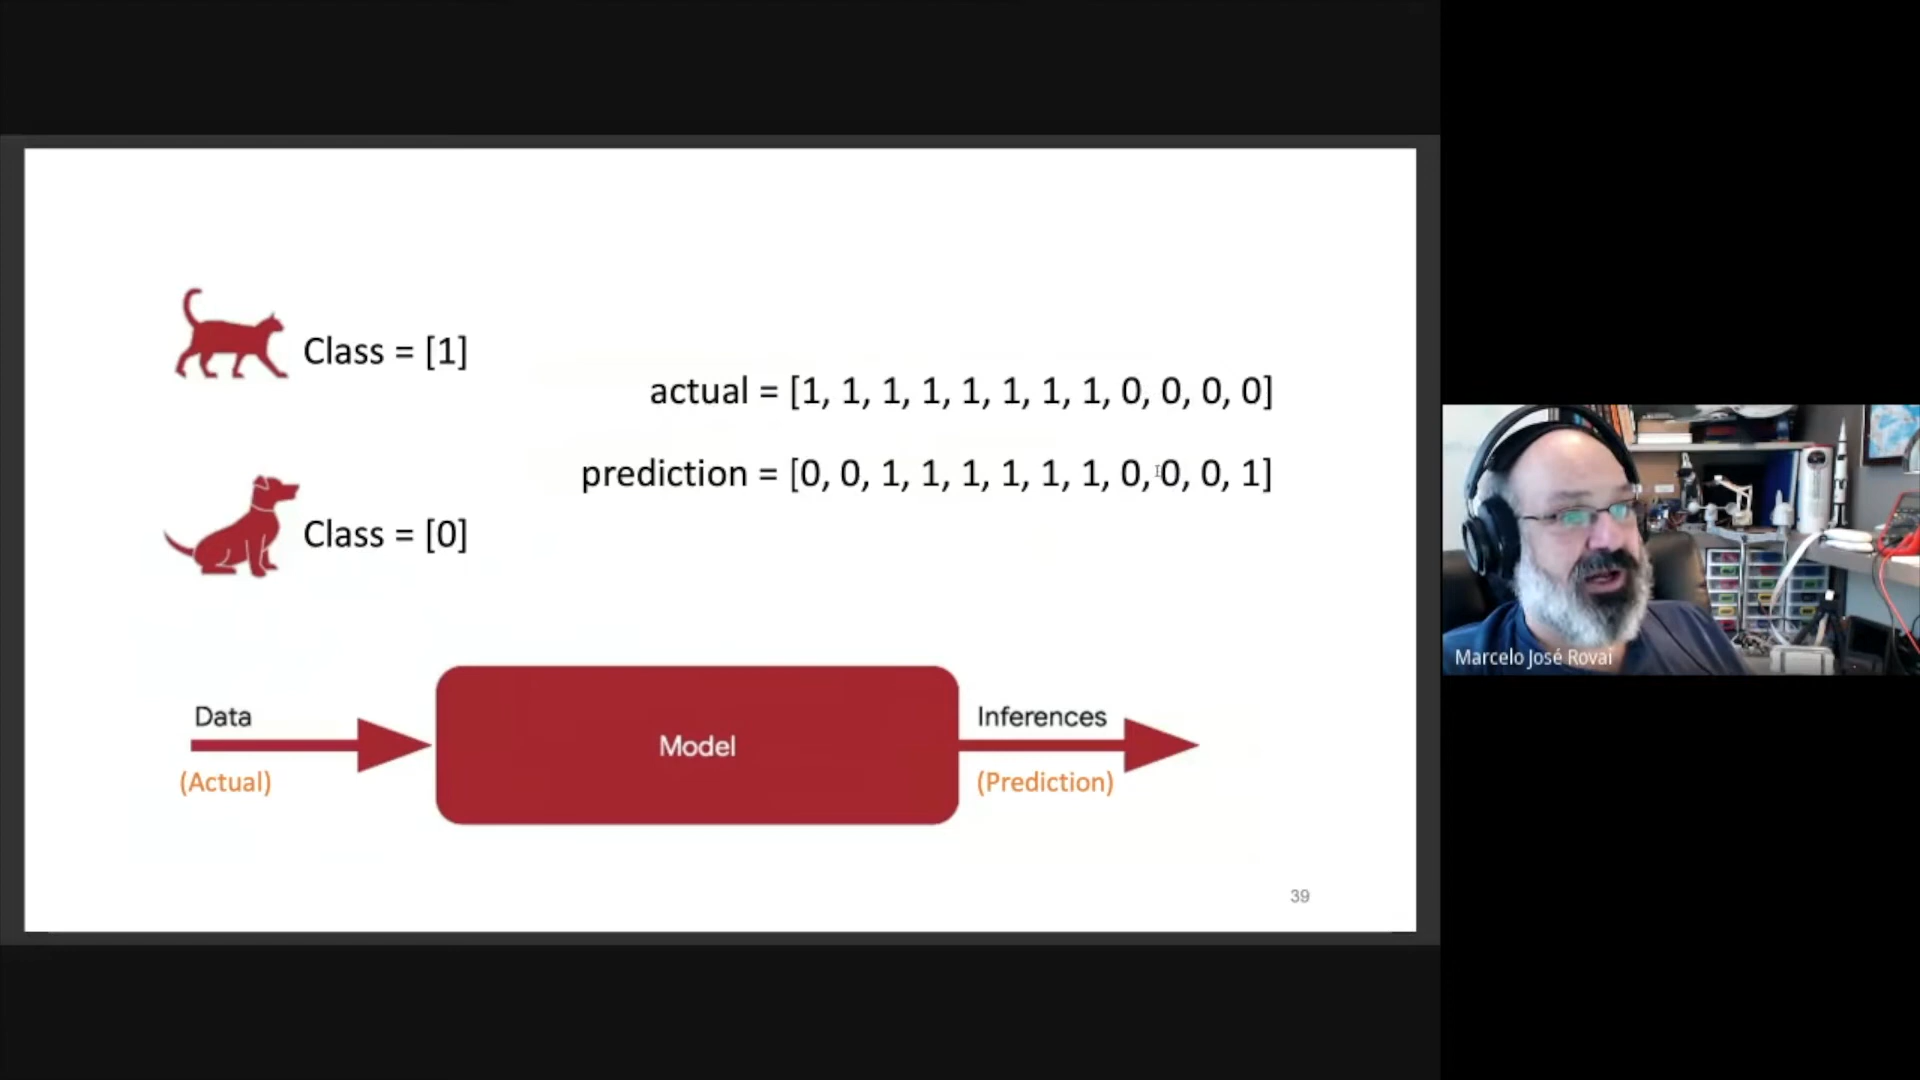 Class = [1]
actual = [1, 1, 1, 1, 1, 1, 1, 1, 0, 0, 0, 0]
prediction = [0, 0, 1, 1, 1, 1, 1, 1, 0, 0, 0, 1]
Class = [0]
Data
(Actual)
Model
Inferences
(Prediction)
39
Marcelo José Rovai